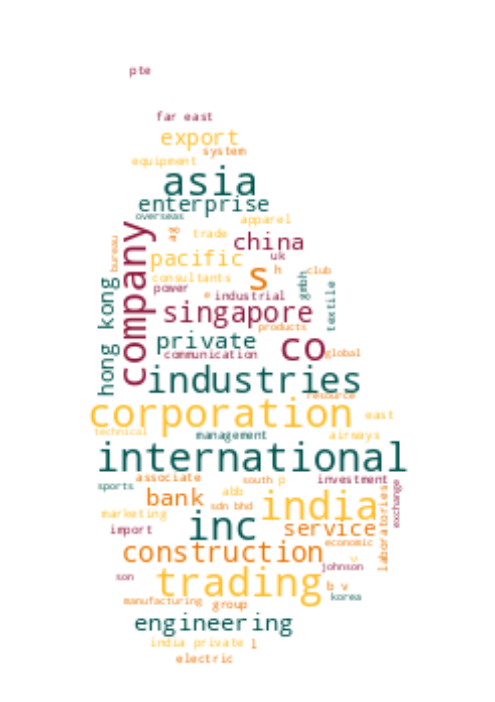 pte
far east
export
system
equipment
asia
enterprise
overseas
apparel
ag
trade
china
bureau
company
pacific
uk
consultants
s
h
club
power
e
industrial
gmbh
textile
hong kong
singapore
products
private
co
communication
global
industries
resource
corporation
east
technical
management
airways
international
associate
south p
investment
sports
abb
bank
sdn bhd
india
laboratories
exchange
marketing
inc
service
import
economic
construction
u
johnson
son
trading
b v
korea
manufacturing
group
engineering
india private l
electric